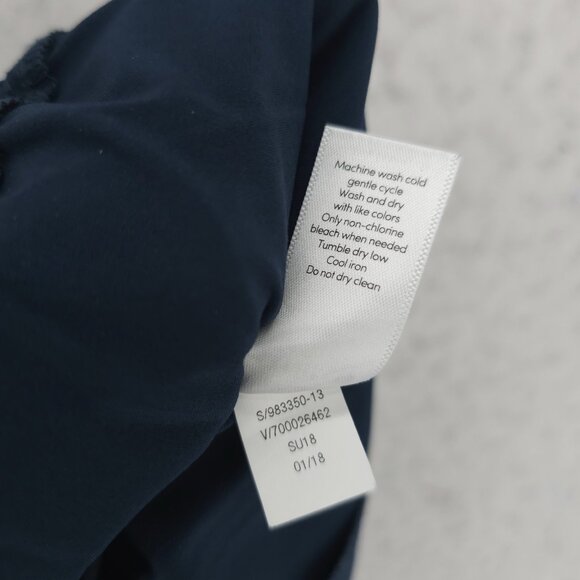 Machine wash cold
gentle cycle
Wash and dry
with like colors
Only non-chlorine
bleach when needed
Tumble dry low
Cool iron
Do not dry clean
S/983350-13
V/700026462
SU18
01/18